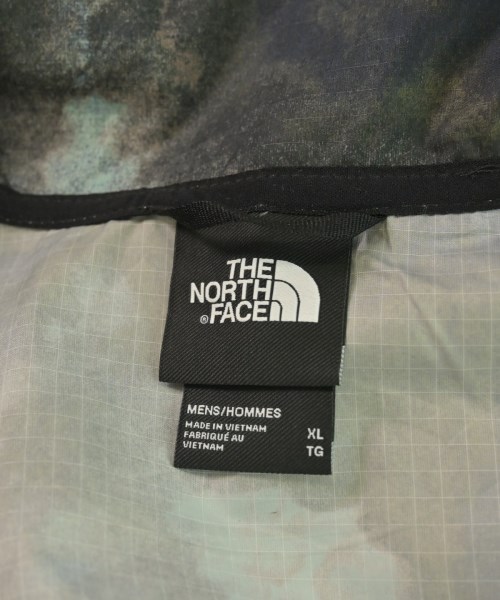 THE
NORTH
®FACE
MENS/HOMMES
MADE IN VIETNAM
FABRIQUÉ AU
VIETNAM
XL
TG